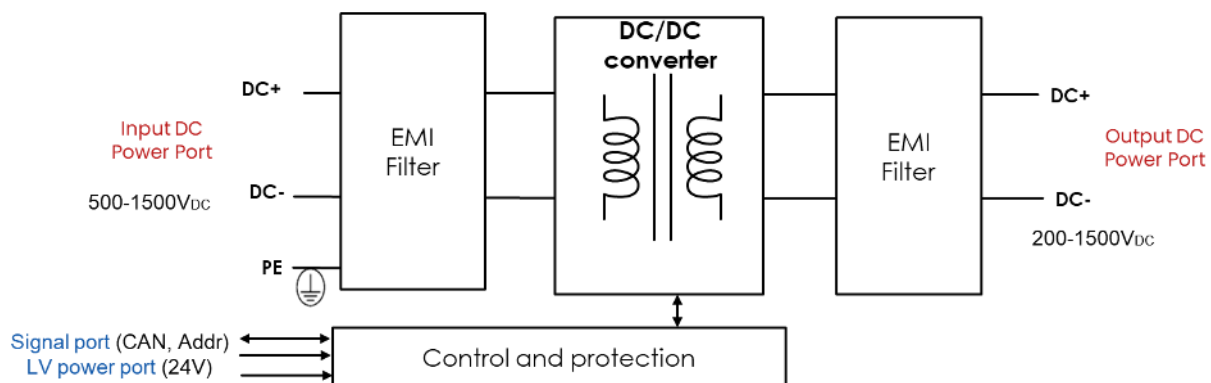 DC/DC
converter
DC+
DC+
Input DC
Power Port
EMI
Filter
EMI
Filter
Output DC
Power Port
DC-
DC-
500-1500VDC
200-1500VDC
PE
Signal port (CAN, Addr)
LV power port (24V)
Control and protection